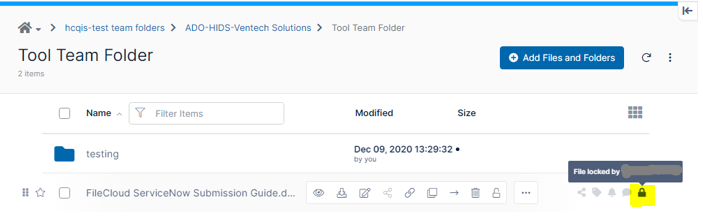 hcqis-test team folders > ADO-HIDS-Ventech Solutions > Tool Team Folder
Tool Team Folder
2 items
Add Files and Folders
Name Filter Items Modified Size
testing Dec 09, 2020 13:29:32
by you
File locked by
FileCloud ServiceNow Submission Guide.d...